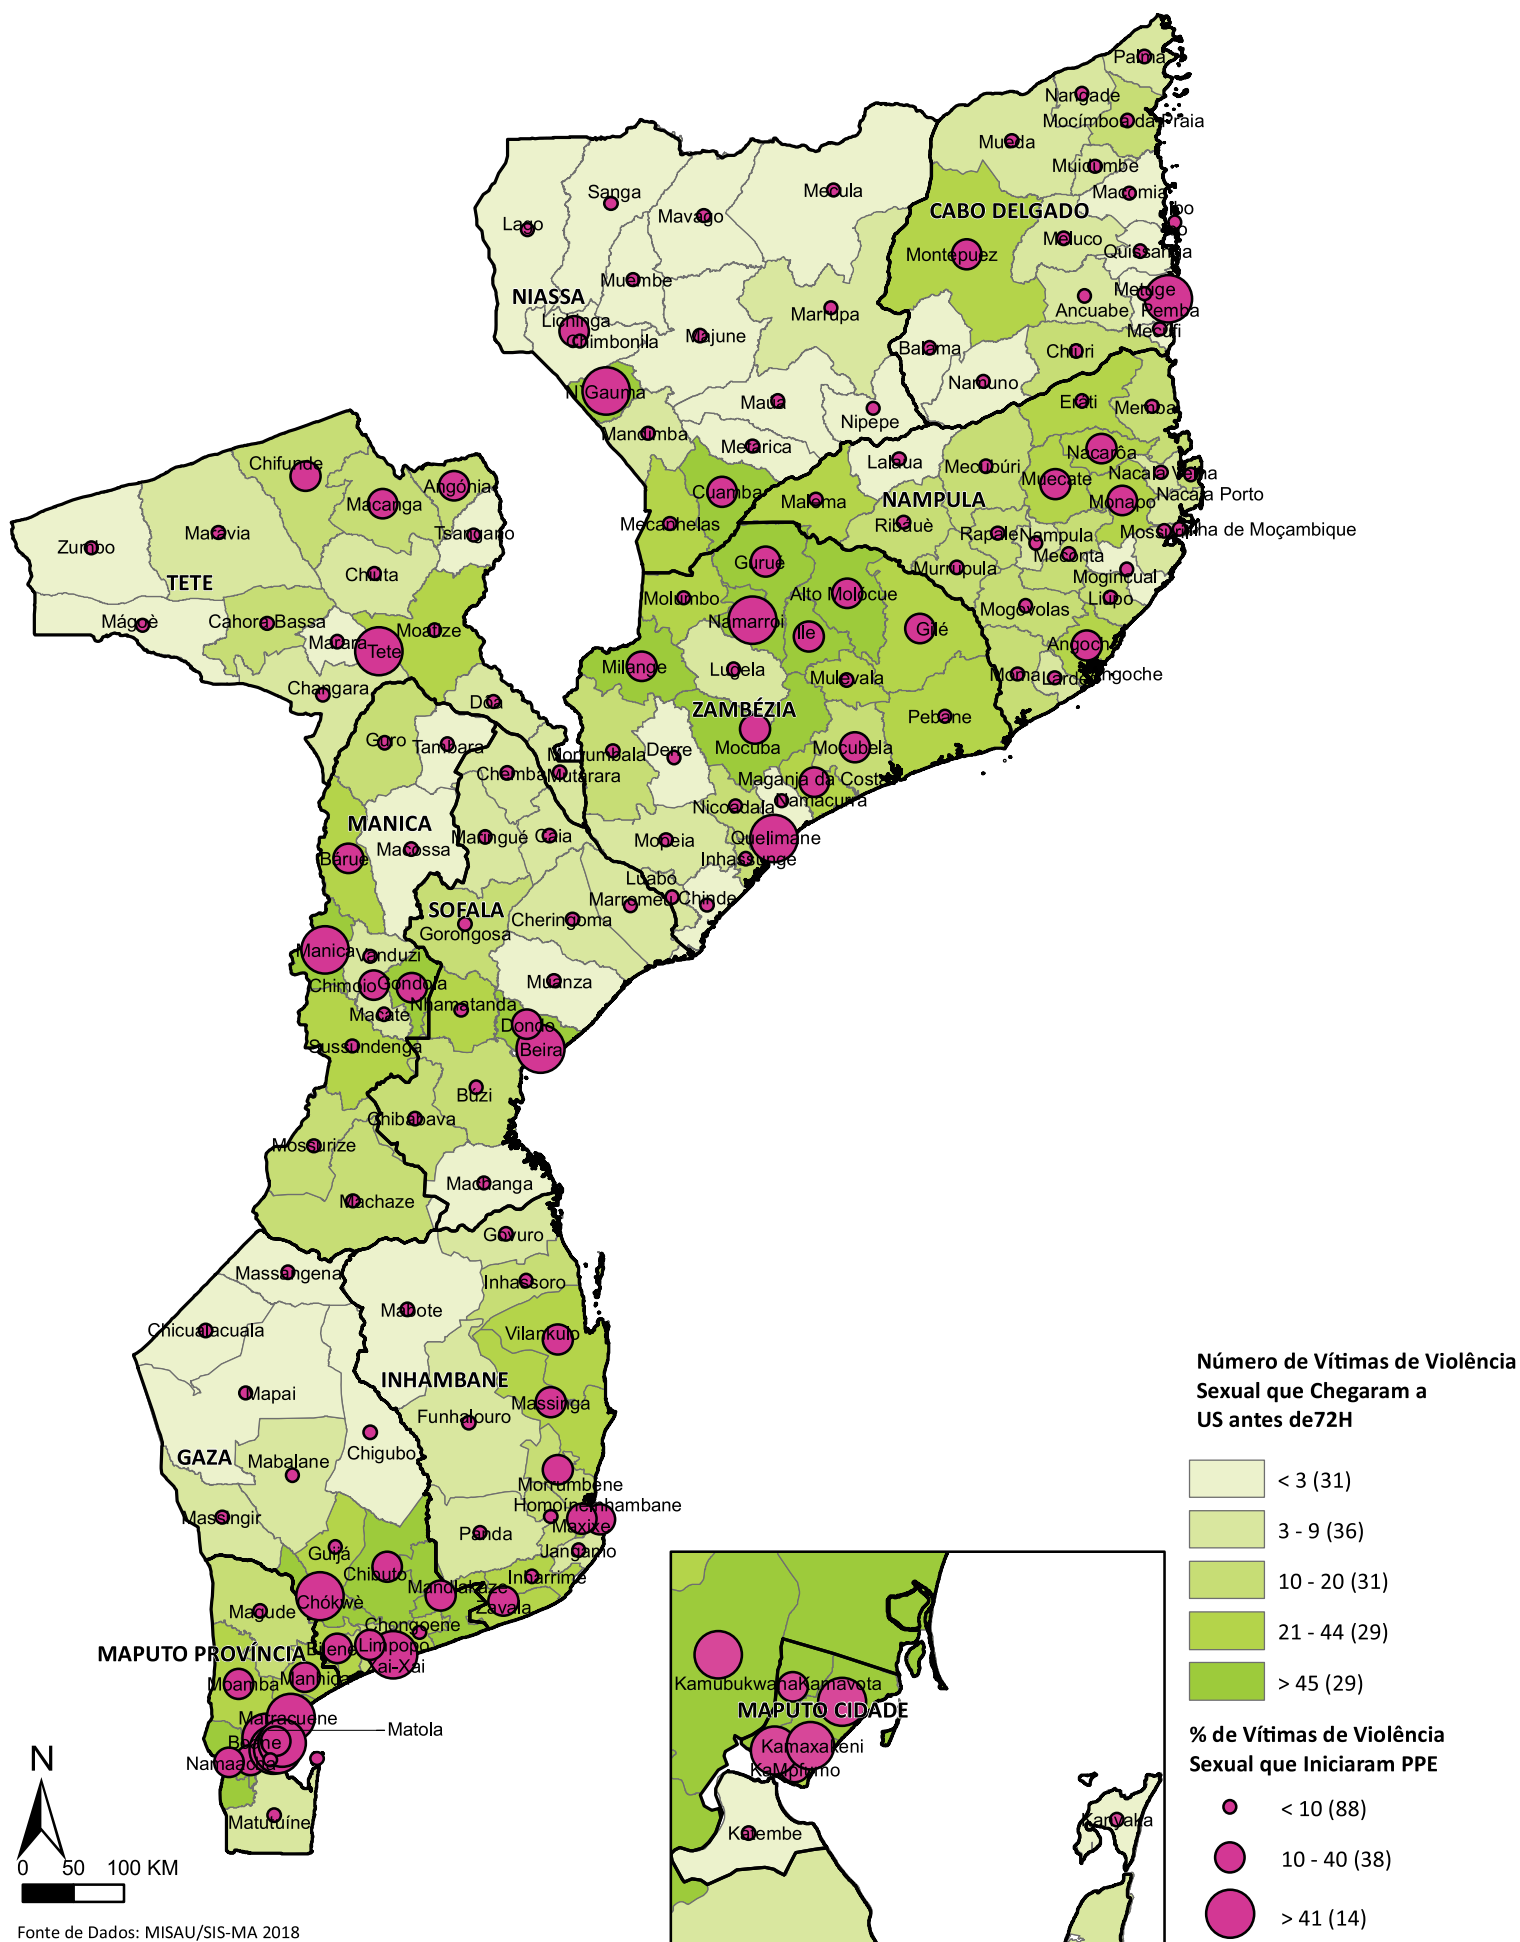 Palma
Nangade
Mocímboa da Praia
Mueda
Muidumbe
Macomia
CABO DELGADO
Meluco
Quissanga
Montepuez
Metuge
Ancuabe
Pemba
Mecufi
Chiúri
Balama
Namuno
Mecula
Sanga
Mavago
Lago
Muembe
NIASSA
Lichinga
Chimbonila
Majune
Marrupa
N'Gauma
Maúa
Nipepe
Mandimba
Metarica
Cuamba
Mecanhelas
Eráti
Memba
Nacarôa
Lalaua
Mecubúri
Nacala Velha
Muecate
Nacala Porto
Malema
NAMPULA
Monapo
Ribáuè
Rapale
Nampula
Mossuril
Ilha de Moçambique
Meconta
Murrupula
Mogincual
Liupo
Mogovolas
Angoche
Angoche
Moma
Larde
Chifunde
Macanga
Angónia
Tsangano
Zumbo
Marávia
TETE
Chiuta
Mágoè
Cahora Bassa
Marara
Tete
Moatize
Changara
Dôa
Mutarara
Gurué
Alto Molócue
Molumbo
Namarroi
Ile
Gilé
Milange
Lugela
Mulevala
ZAMBÉZIA
Pebane
Mocuba
Mocubela
Morrumbala
Derre
Maganja da Costa
Nicoadala
Namacurra
Mopeia
Quelimane
Inhassunge
Luabo
Chinde
Guro
Tambara
MANICA
Macossa
Bárue
Manica
Vanduzi
Chimoio
Gondola
Macate
Sussundenga
Mossurize
Machaze
Chemba
Maringué
Caia
SOFALA
Marromeu
Cheringoma
Gorongosa
Muanza
Nhamatanda
Dondo
Beira
Búzi
Chibabava
Machanga
Govuro
Inhassoro
Mabote
Vilankulo
INHAMBANE
Massinga
Funhalouro
Morrumbene
Homoíne
Inhambane
Maxixe
Panda
Jangamo
Inharrime
Zavala
Massangena
Chicualacuala
Mapai
Chigubo
GAZA
Mabalane
Massingir
Guijá
Chibuto
Chókwè
Mandlakaze
Chongoene
Bilene
Limpopo
Xai-Xai
Magude
MAPUTO PROVÍNCIA
Moamba
Manhiça
Marracuene
Matola
Boane
Namaacha
Matutuíne
Kamubukwana
Kamavota
MAPUTO CIDADE
Kamaxakeni
KaMpfumo
Katembe
Kanyaka
Número de Vítimas de Violência
Sexual que Chegaram a
US antes de72H
< 3 (31)
3 - 9 (36)
10 - 20 (31)
21 - 44 (29)
> 45 (29)
% de Vítimas de Violência
Sexual que Iniciaram PPE
< 10 (88)
10 - 40 (38)
> 41 (14)
N
0 50 100 KM
Fonte de Dados: MISAU/SIS-MA 2018